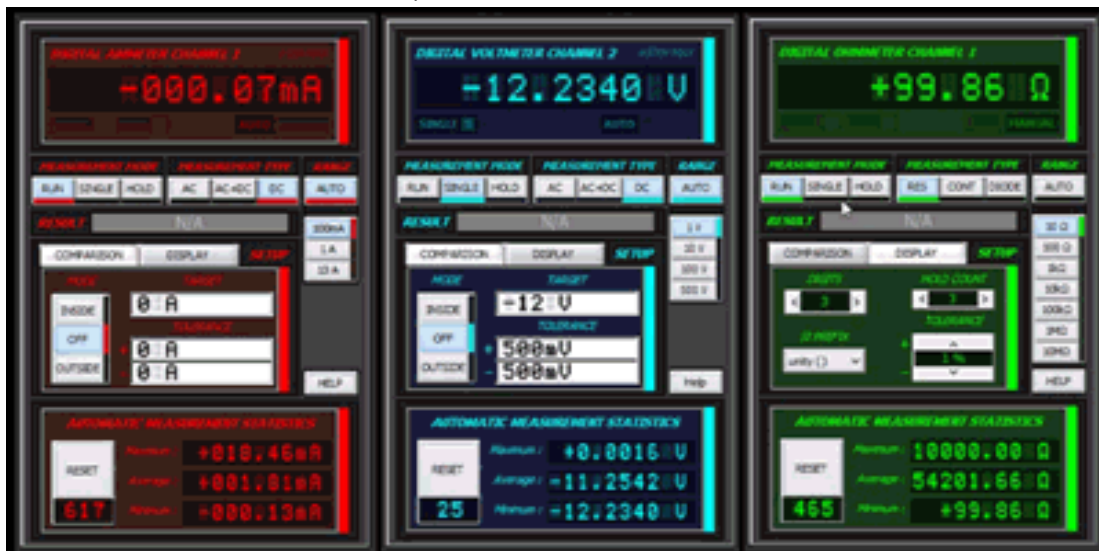 DIGITAL AMMETER CHANNEL 1
-000.07mA
AUTO
MEASUREMENT MODE MEASUREMENT TYPE RANGE
RUN SINGLE HOLD AC AC+DC DC AUTO
RESULT N/A
100mA
1 A
10 A
COMPARISON DISPLAY SETUP
MODE TARGET
INSIDE
OFF
OUTSIDE
0 A
TOLERANCE
+ 0 A
- 0 A
HELP
AUTOMATIC MEASUREMENT STATISTICS
RESET
617
Maximum: +018.46mA
Average: +001.81mA
Minimum: -000.13mA
DIGITAL VOLTMETER CHANNEL 2
-12.2340 V
SINGLE AUTO
MEASUREMENT MODE MEASUREMENT TYPE RANGE
RUN SINGLE HOLD AC AC+DC DC AUTO
RESULT N/A
1 V
10 V
100 V
500 V
COMPARISON DISPLAY SETUP
MODE TARGET
INSIDE
OFF
OUTSIDE
-12 V
TOLERANCE
+ 500mV
- 500mV
Help
AUTOMATIC MEASUREMENT STATISTICS
RESET
25
Maximum: +0.0016 V
Average: -11.2542 V
Minimum: -12.2340 V
DIGITAL OHMMETER CHANNEL 1
+99.86 Ω
MANUAL
MEASUREMENT MODE MEASUREMENT TYPE RANGE
RUN SINGLE HOLD RES CONT DIODE AUTO
RESULT N/A
10 Ω
100 Ω
1kΩ
10kΩ
100kΩ
1MΩ
10MΩ
COMPARISON DISPLAY SETUP
DIGITS HOLD COUNT
3 3
SI PREFIX TOLERANCE
unity ()
+
1 %
-
HELP
AUTOMATIC MEASUREMENT STATISTICS
RESET
465
Maximum: 10000.00 Ω
Average: 54201.66 Ω
Minimum: +99.86 Ω